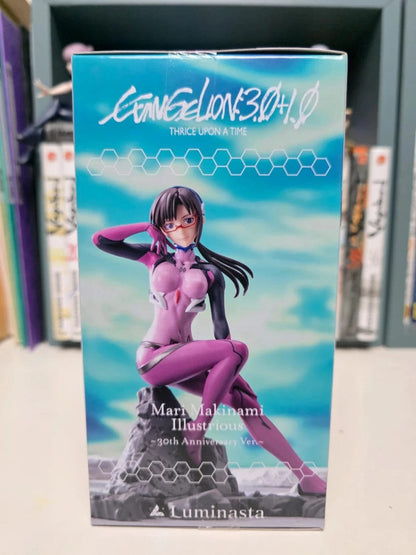 EVANGELION:3.0+1.0
THRICE UPON A TIME
Mari Makinami
Illustrious
~30th Anniversary Ver.~
Luminasta